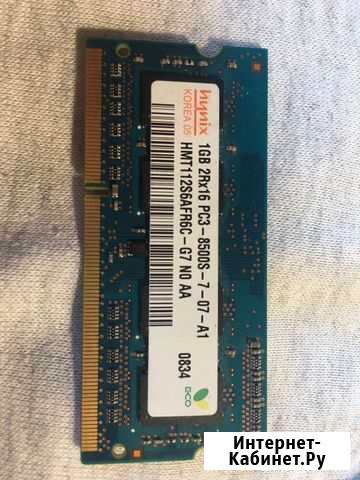 hynix
KOREA 05
1GB 2Rx16 PC3-8500S-7-07-A1
HMT112S6AFR6C-G7 N0 AA
0834
ECO
Интернет-
Кабинет.Ру